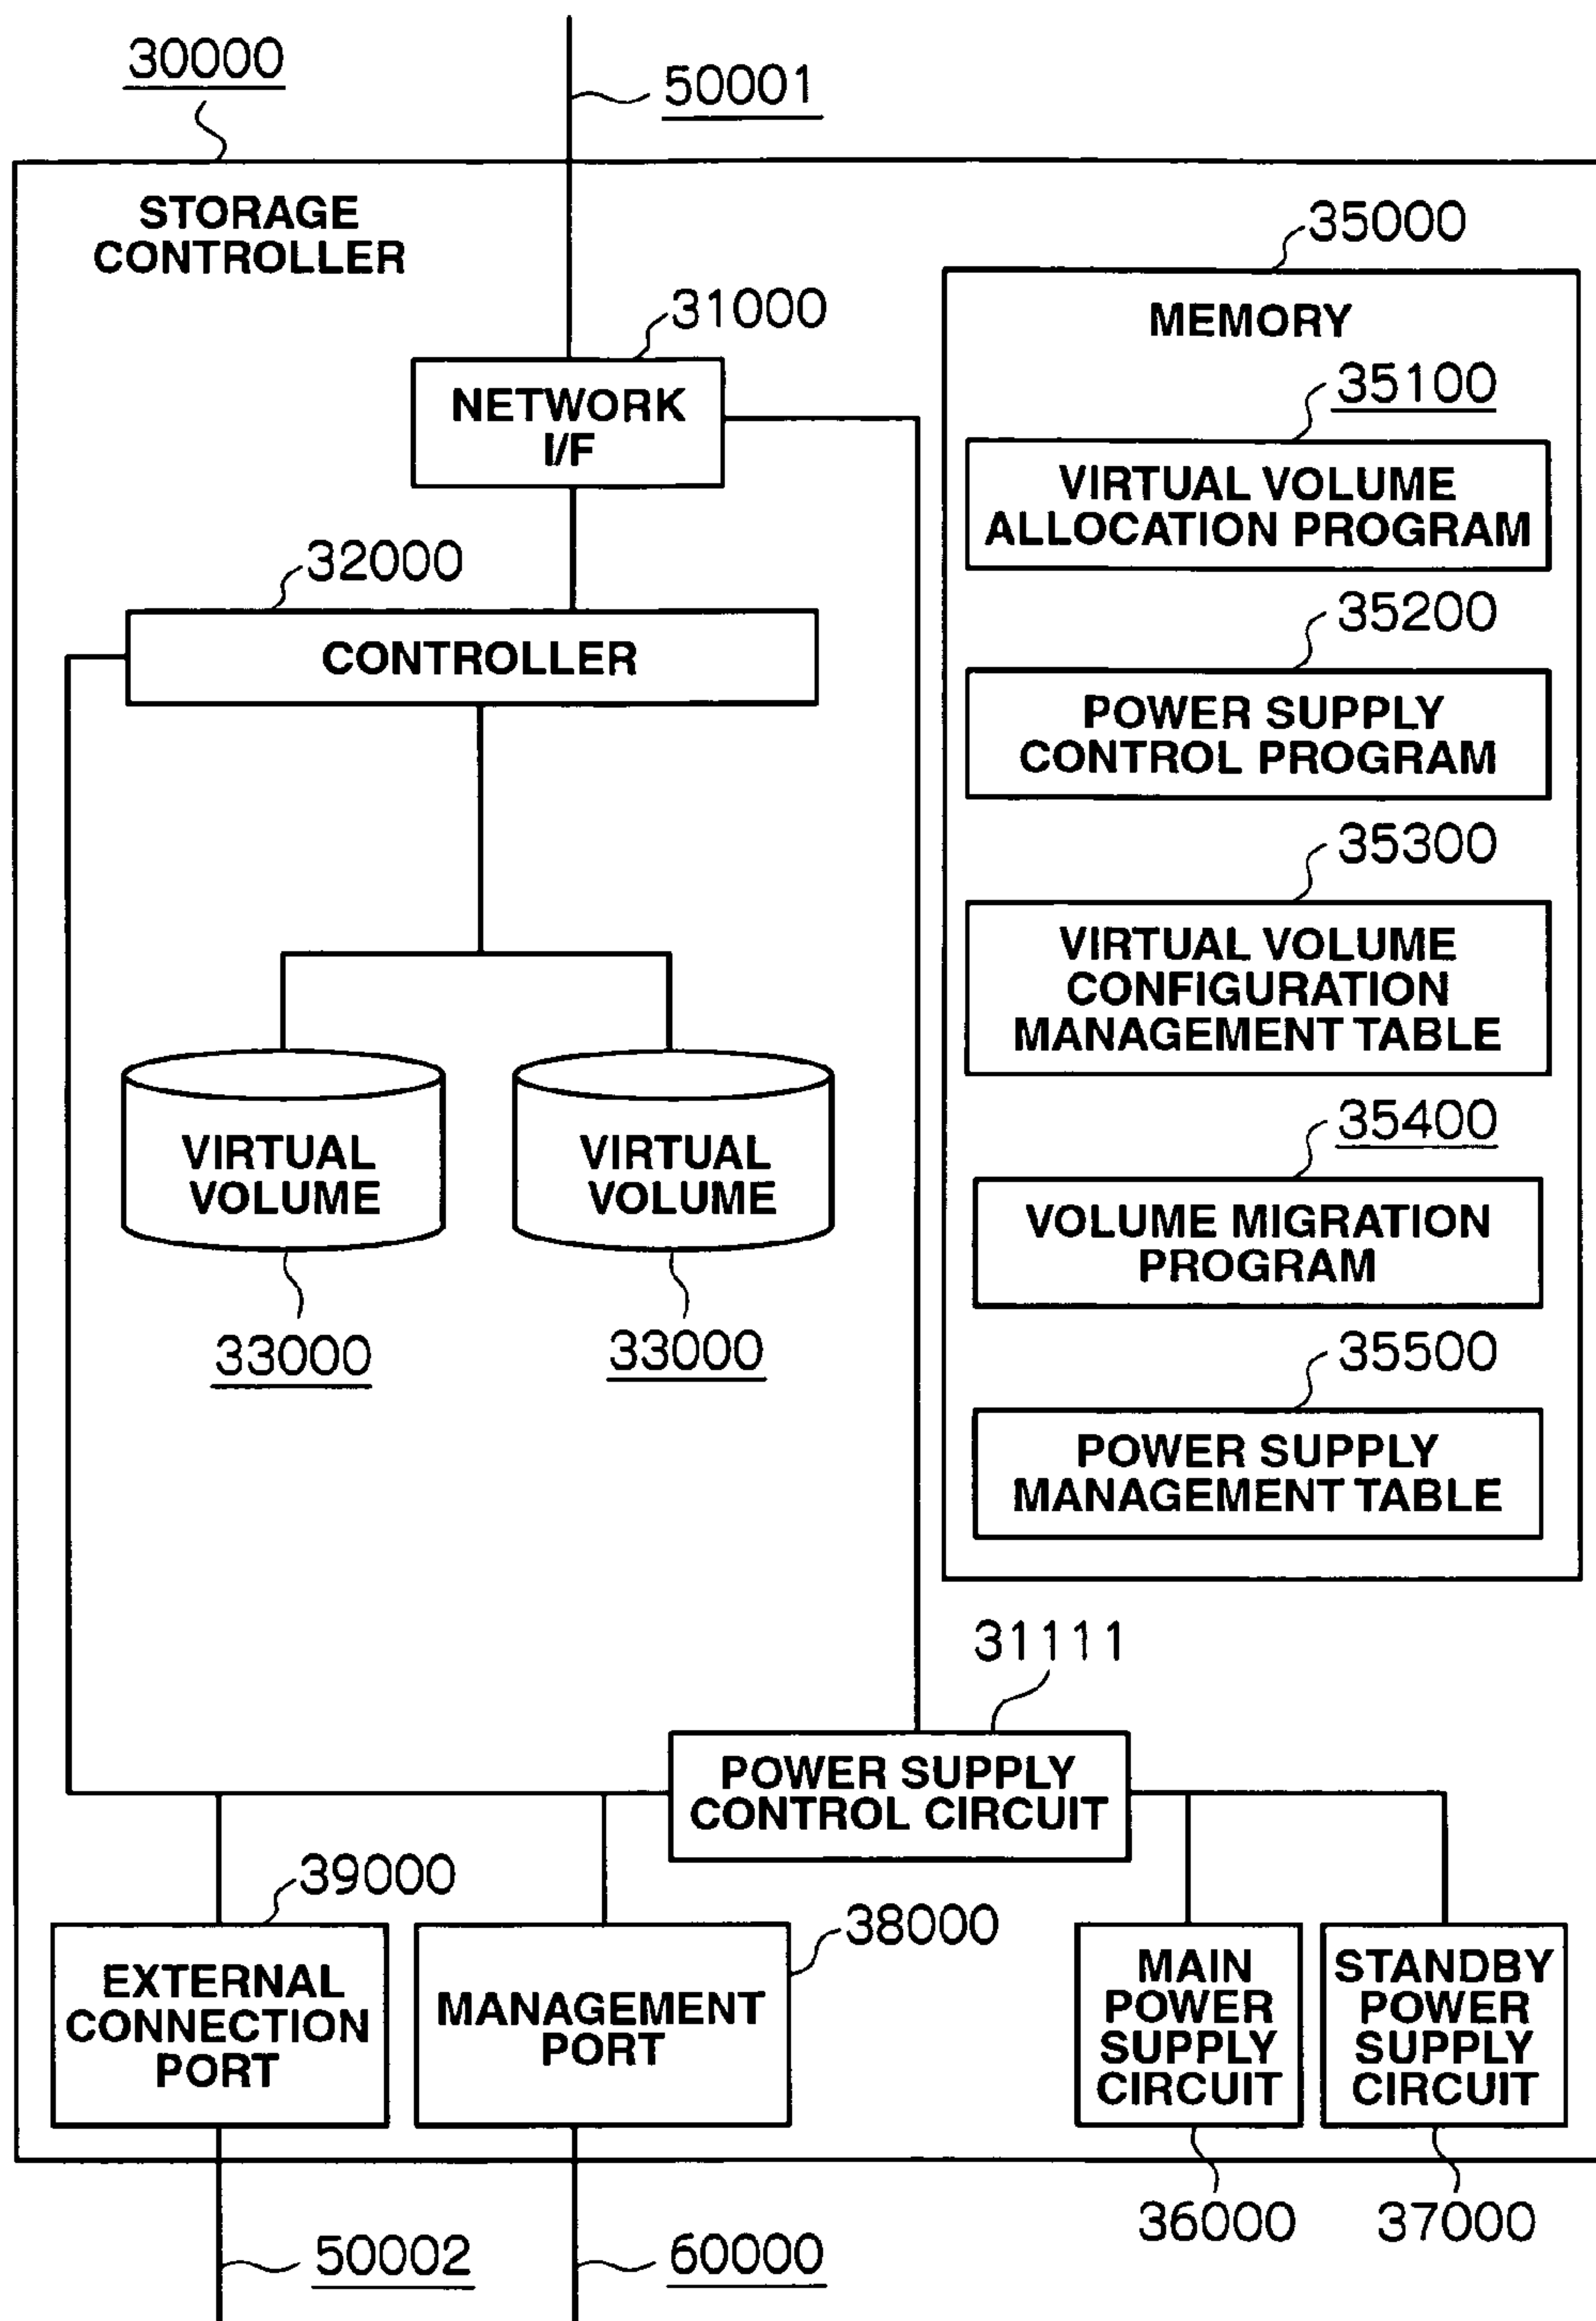 30000
50001
STORAGE
CONTROLLER
35000
31000
MEMORY
NETWORK
I/F
35100
VIRTUAL VOLUME
ALLOCATION PROGRAM
32000
CONTROLLER
35200
POWER SUPPLY
CONTROL PROGRAM
35300
VIRTUAL VOLUME
CONFIGURATION
MANAGEMENT TABLE
VIRTUAL
VOLUME
VIRTUAL
VOLUME
33000
33000
35400
VOLUME MIGRATION
PROGRAM
35500
POWER SUPPLY
MANAGEMENT TABLE
31111
POWER SUPPLY
CONTROL CIRCUIT
39000
38000
EXTERNAL
CONNECTION
PORT
MANAGEMENT
PORT
MAIN
POWER
SUPPLY
CIRCUIT
STANDBY
POWER
SUPPLY
CIRCUIT
36000
37000
50002
60000